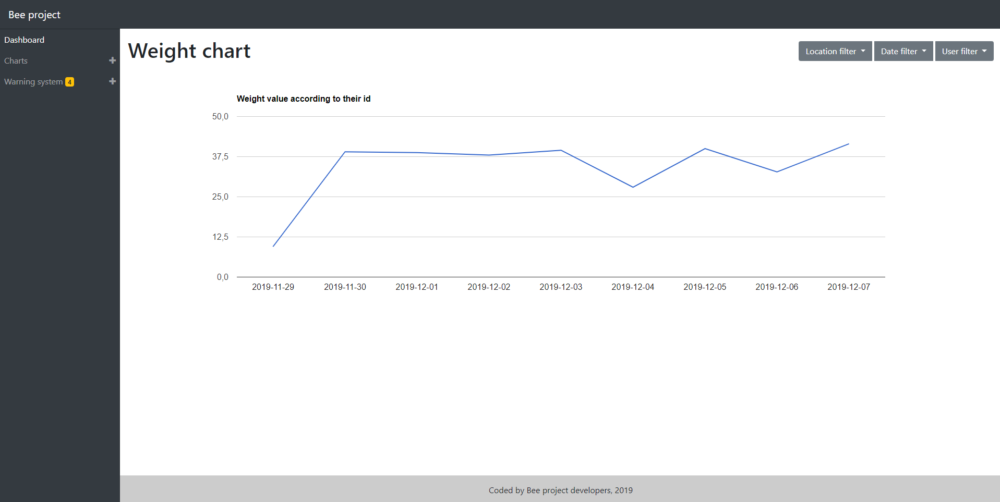 Bee project
Dashboard
Charts
Warning system 4
Weight chart
Location filter
Date filter
User filter
Weight value according to their id
50,0
37,5
25,0
12,5
0,0
2019-11-29 2019-11-30 2019-12-01 2019-12-02 2019-12-03 2019-12-04 2019-12-05 2019-12-06 2019-12-07
Coded by Bee project developers, 2019